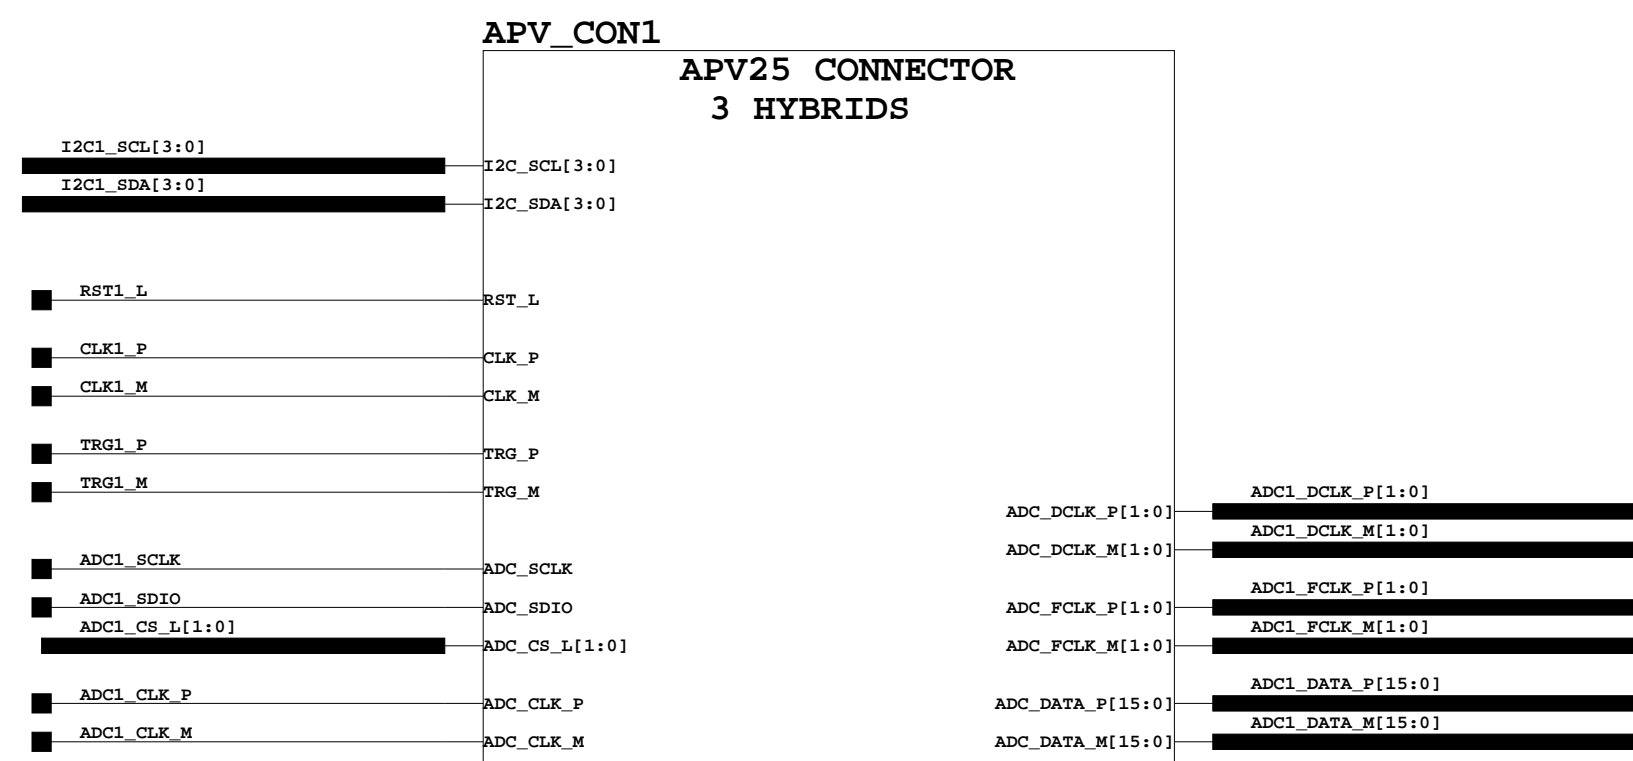 APV_CON1
APV25 CONNECTOR
3 HYBRIDS
I2C1_SCL[3:0]
I2C_SCL[3:0]
I2C1_SDA[3:0]
I2C_SDA[3:0]
RST1_L
RST_L
CLK1_P
CLK_P
CLK1_M
CLK_M
TRG1_P
TRG_P
TRG1_M
TRG_M
ADC1_DCLK_P[1:0]
ADC_DCLK_P[1:0]
ADC1_DCLK_M[1:0]
ADC_DCLK_M[1:0]
ADC1_SCLK
ADC_SCLK
ADC1_FCLK_P[1:0]
ADC1_SDIO
ADC_SDIO
ADC_FCLK_P[1:0]
ADC1_CS_L[1:0]
ADC1_FCLK_M[1:0]
ADC_CS_L[1:0]
ADC_FCLK_M[1:0]
ADC1_DATA_P[15:0]
ADC1_CLK_P
ADC_CLK_P
ADC_DATA_P[15:0]
ADC1_DATA_M[15:0]
ADC1_CLK_M
ADC_CLK_M
ADC_DATA_M[15:0]